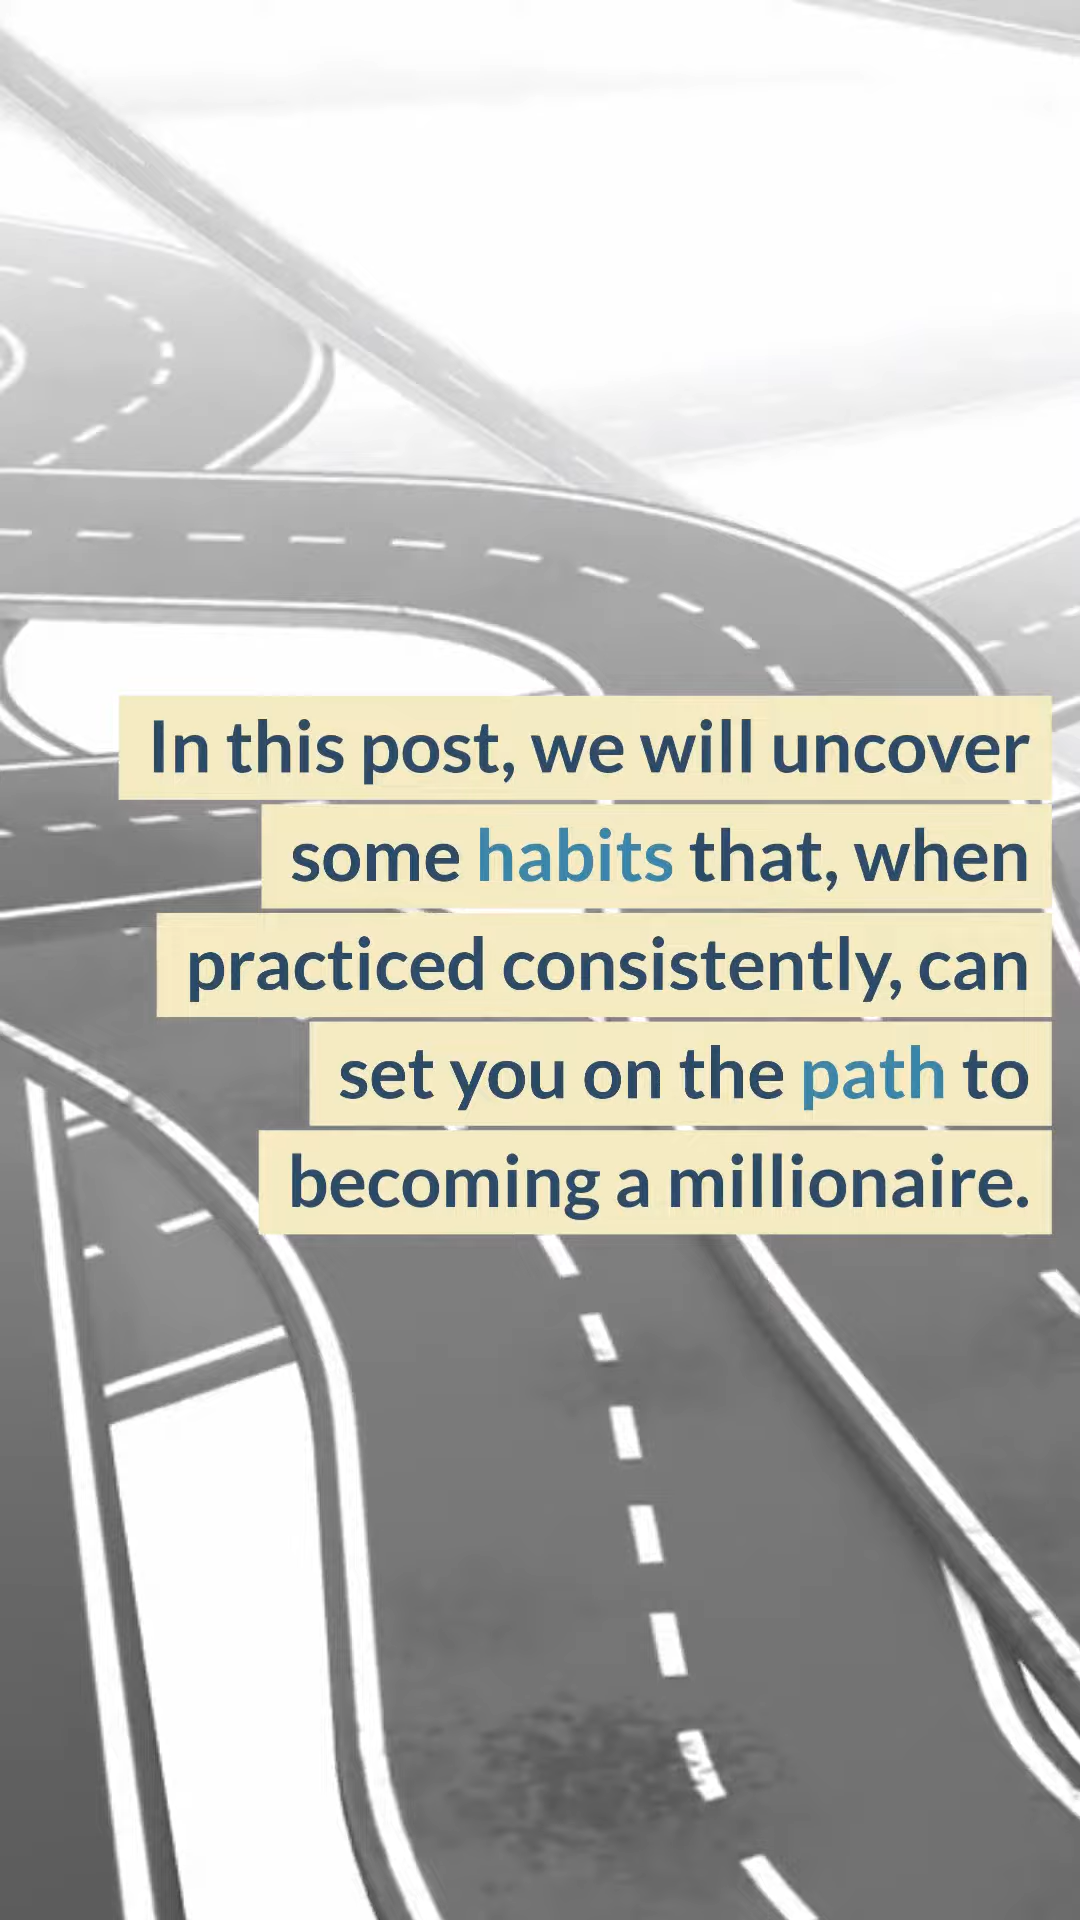 In this post, we will uncover
some habits that, when
practiced consistently, can
set you on the path to
becoming a millionaire.